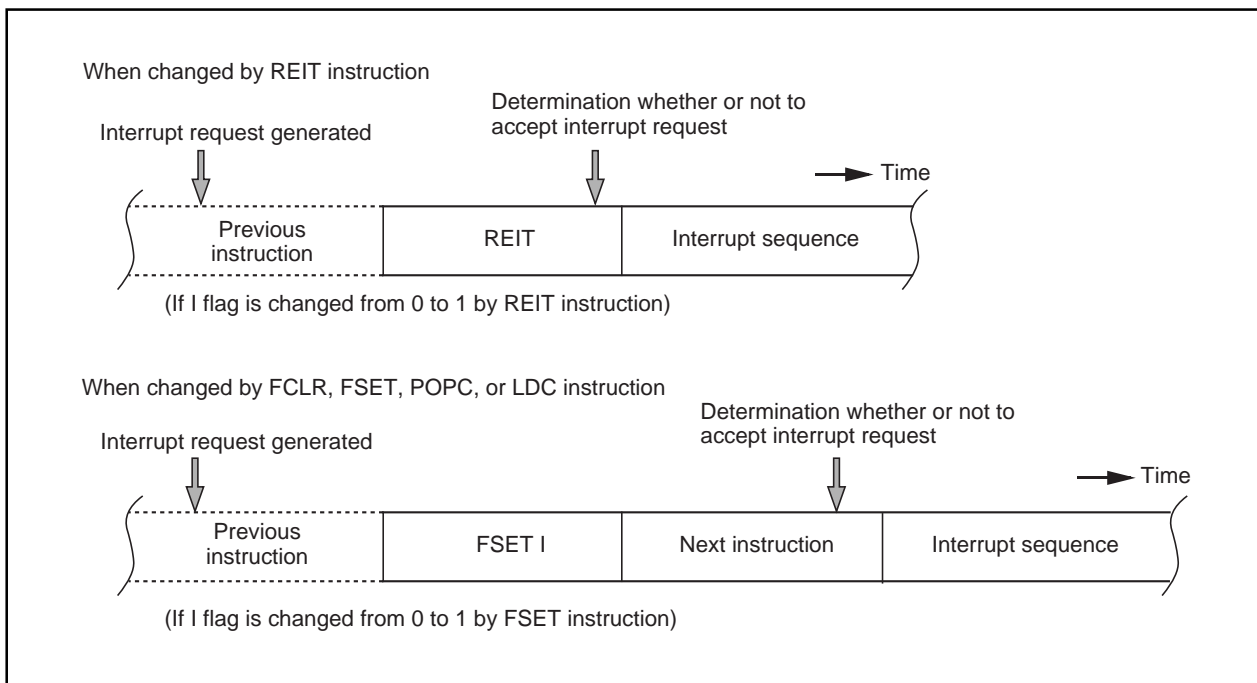 When changed by REIT instruction
Determination whether or not to
accept interrupt request
Interrupt request generated
Time
Previous
instruction
REIT
Interrupt sequence
(If I flag is changed from 0 to 1 by REIT instruction)
When changed by FCLR, FSET, POPC, or LDC instruction
Determination whether or not to
accept interrupt request
Interrupt request generated
Time
Previous
instruction
FSET I
Next instruction
Interrupt sequence
(If I flag is changed from 0 to 1 by FSET instruction)